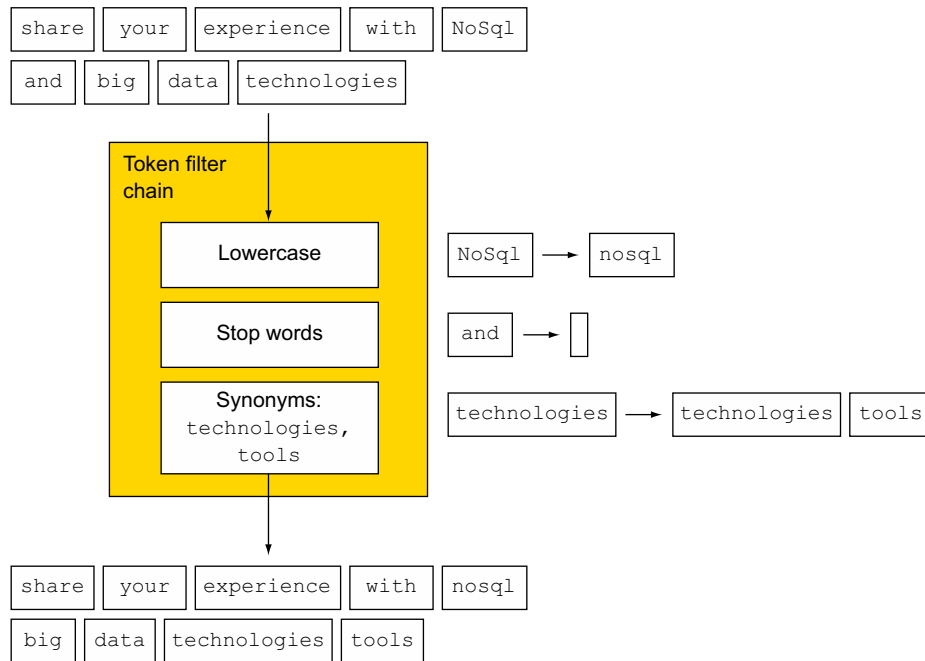 share your experience with NoSql
and big data technologies
Token filter
chain
Lowercase
NoSql nosql
Stop words
and
Synonyms:
technologies,
tools
technologies technologies tools
share your experience with nosql
big data technologies tools